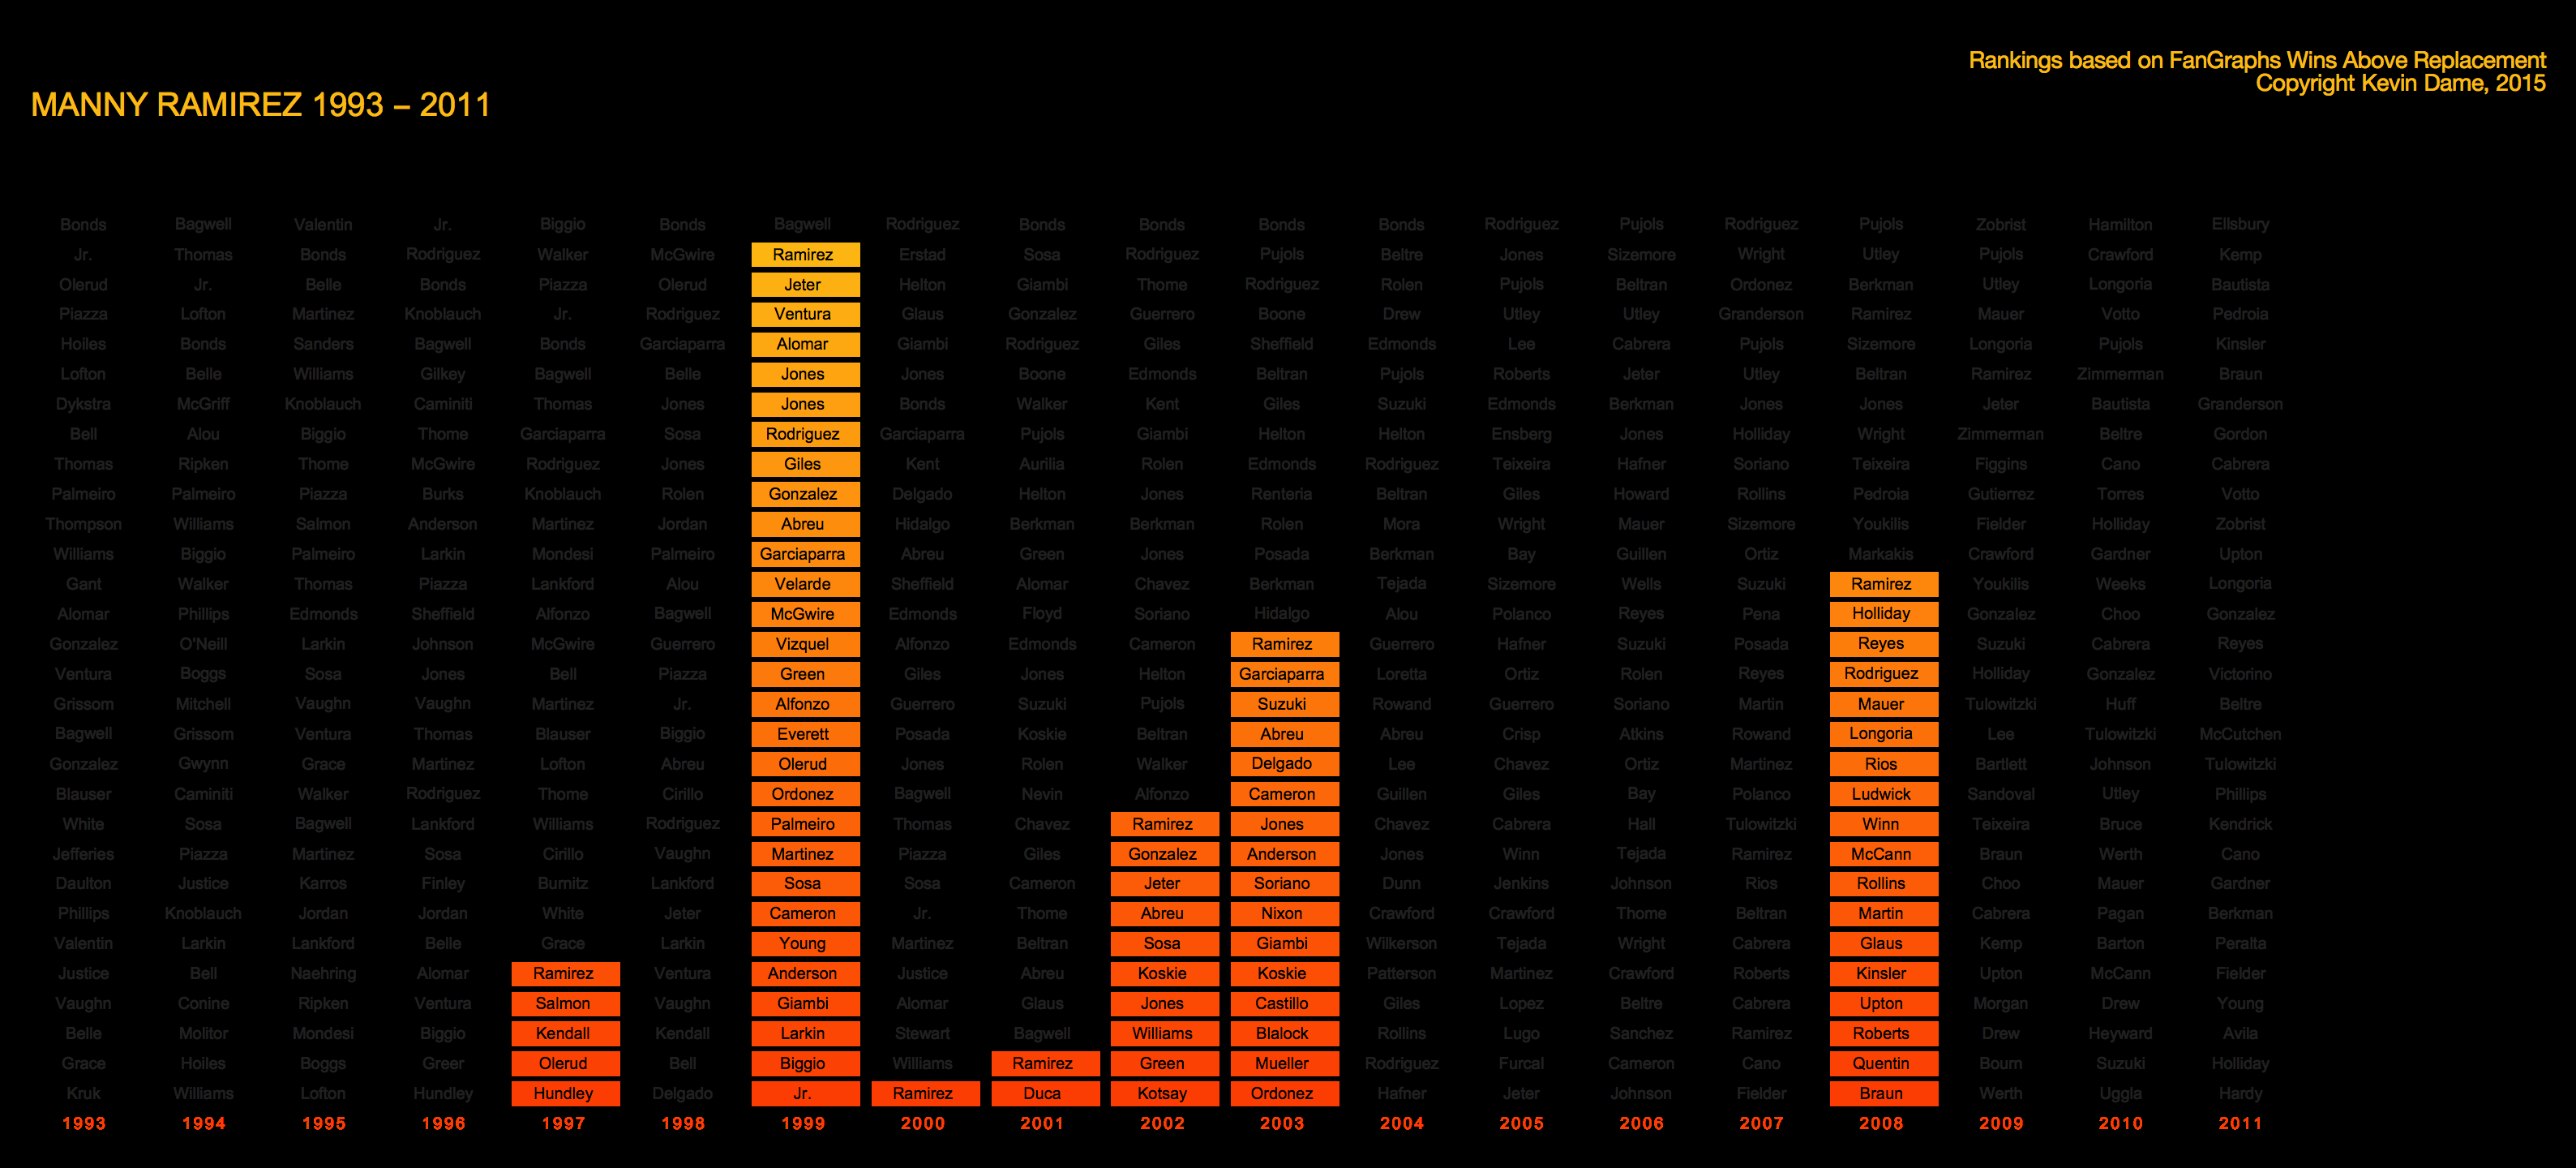 Rankings based on FanGraphs Wins Above Replacement
Copyright Kevin Dame, 2015
MANNY RAMIREZ 1993 – 2011
Bonds Bagwell Valentin Jr. Biggio Bonds Bagwell Rodriguez Bonds Bonds Bonds Bonds Rodriguez Pujols Rodriguez Pujols Zobrist Hamilton Ellsbury
Jr. Thomas Bonds Rodriguez Walker McGwire Ramirez Erstad Sosa Rodriguez Pujols Beltre Jones Sizemore Wright Utley Pujols Crawford Kemp
Olerud Jr. Belle Bonds Piazza Olerud Jeter Helton Giambi Thome Rodriguez Rolen Pujols Beltran Ordonez Berkman Utley Longoria Bautista
Piazza Lofton Martinez Knoblauch Jr. Rodriguez Ventura Glaus Gonzalez Guerrero Boone Drew Utley Utley Granderson Ramirez Mauer Votto Pedroia
Hoiles Bonds Sanders Bagwell Bonds Garciaparra Alomar Giambi Rodriguez Giles Sheffield Edmonds Lee Cabrera Pujols Sizemore Longoria Pujols Kinsler
Lofton Belle Williams Gilkey Bagwell Belle Jones Jones Boone Edmonds Beltran Pujols Roberts Jeter Utley Beltran Ramirez Zimmerman Braun
Dykstra McGriff Knoblauch Caminiti Thomas Jones Jones Bonds Walker Kent Giles Suzuki Edmonds Berkman Jones Jones Jeter Bautista Granderson
Bell Alou Biggio Thome Garciaparra Sosa Rodriguez Garciaparra Pujols Giambi Helton Helton Ensberg Jones Holliday Wright Zimmerman Beltre Gordon
Thomas Ripken Thome McGwire Rodriguez Jones Giles Kent Aurilia Rolen Edmonds Rodriguez Teixeira Hafner Soriano Teixeira Figgins Cano Cabrera
Palmeiro Palmeiro Piazza Burks Knoblauch Rolen Gonzalez Delgado Helton Jones Renteria Beltran Giles Howard Rollins Pedroia Gutierrez Torres Votto
Thompson Williams Salmon Anderson Martinez Jordan Abreu Hidalgo Berkman Berkman Rolen Mora Wright Mauer Sizemore Youkilis Fielder Holliday Zobrist
Williams Biggio Palmeiro Larkin Mondesi Palmeiro Garciaparra Abreu Green Jones Posada Berkman Bay Guillen Ortiz Markakis Crawford Gardner Upton
Gant Walker Thomas Piazza Lankford Alou Velarde Sheffield Alomar Chavez Berkman Tejada Sizemore Wells Suzuki Ramirez Youkilis Weeks Longoria
Alomar Phillips Edmonds Sheffield Alfonzo Bagwell McGwire Edmonds Floyd Soriano Hidalgo Alou Polanco Reyes Pena Holliday Gonzalez Choo Gonzalez
Gonzalez O'Neill Larkin Johnson McGwire Guerrero Vizquel Alfonzo Edmonds Cameron Ramirez Guerrero Hafner Suzuki Posada Reyes Suzuki Cabrera Reyes
Ventura Boggs Sosa Jones Bell Piazza Green Giles Jones Helton Garciaparra Loretta Ortiz Rolen Reyes Rodriguez Holliday Gonzalez Victorino
Grissom Mitchell Vaughn Vaughn Martinez Jr. Alfonzo Guerrero Suzuki Pujols Suzuki Rowand Guerrero Soriano Martin Mauer Tulowitzki Huff Beltre
Bagwell Grissom Ventura Thomas Blauser Biggio Everett Posada Koskie Beltran Abreu Abreu Crisp Atkins Rowand Longoria Lee Tulowitzki McCutchen
Gonzalez Gwynn Grace Martinez Lofton Abreu Olerud Jones Rolen Walker Delgado Lee Chavez Ortiz Martinez Rios Bartlett Johnson Tulowitzki
Blauser Caminiti Walker Rodriguez Thome Cirillo Ordonez Bagwell Nevin Alfonzo Cameron Guillen Giles Bay Polanco Ludwick Sandoval Utley Phillips
White Sosa Bagwell Lankford Williams Rodriguez Palmeiro Thomas Chavez Ramirez Jones Chavez Cabrera Hall Tulowitzki Winn Teixeira Bruce Kendrick
Jefferies Piazza Martinez Sosa Cirillo Vaughn Martinez Piazza Giles Gonzalez Anderson Jones Winn Tejada Ramirez McCann Braun Werth Cano
Daulton Justice Karros Finley Burnitz Lankford Sosa Sosa Cameron Jeter Soriano Dunn Jenkins Johnson Rios Rollins Choo Mauer Gardner
Phillips Knoblauch Jordan Jordan White Jeter Cameron Jr. Thome Abreu Nixon Crawford Crawford Thome Beltran Martin Cabrera Pagan Berkman
Valentin Larkin Lankford Belle Grace Larkin Young Martinez Beltran Sosa Giambi Wilkerson Tejada Wright Cabrera Glaus Kemp Barton Peralta
Justice Bell Naehring Alomar Ramirez Ventura Anderson Justice Abreu Koskie Koskie Patterson Martinez Crawford Roberts Kinsler Upton McCann Fielder
Vaughn Conine Ripken Ventura Salmon Vaughn Giambi Alomar Glaus Jones Castillo Giles Lopez Beltre Cabrera Upton Morgan Drew Young
Belle Molitor Mondesi Biggio Kendall Kendall Larkin Stewart Bagwell Williams Blalock Rollins Lugo Sanchez Ramirez Roberts Drew Heyward Avila
Grace Hoiles Boggs Greer Olerud Bell Biggio Williams Ramirez Green Mueller Rodriguez Furcal Cameron Cano Quentin Bourn Suzuki Holliday
Kruk Williams Lofton Hundley Hundley Delgado Jr. Ramirez Duca Kotsay Ordonez Hafner Jeter Johnson Fielder Braun Werth Uggla Hardy
1993 1994 1995 1996 1997 1998 1999 2000 2001 2002 2003 2004 2005 2006 2007 2008 2009 2010 2011